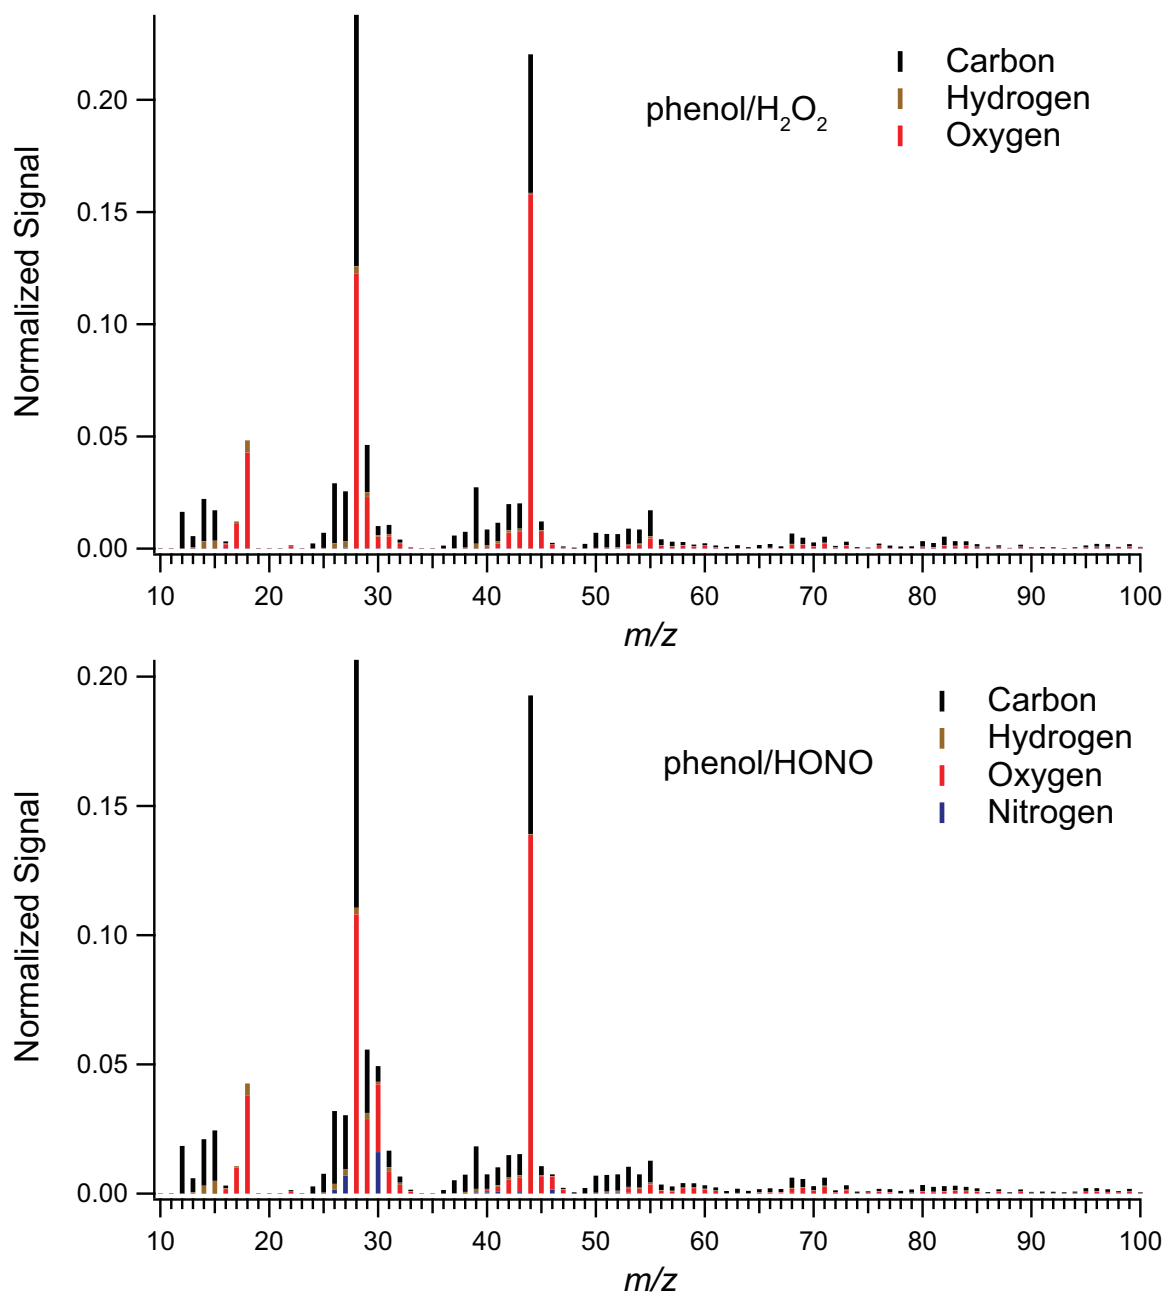 Normalized Signal
0.20
0.15
0.10
0.05
0.00
phenol/H₂O₂
Carbon
Hydrogen
Oxygen
10 20 30 40 50 60 70 80 90 100
m/z
Normalized Signal
0.20
0.15
0.10
0.05
0.00
phenol/HONO
Carbon
Hydrogen
Oxygen
Nitrogen
10 20 30 40 50 60 70 80 90 100
m/z